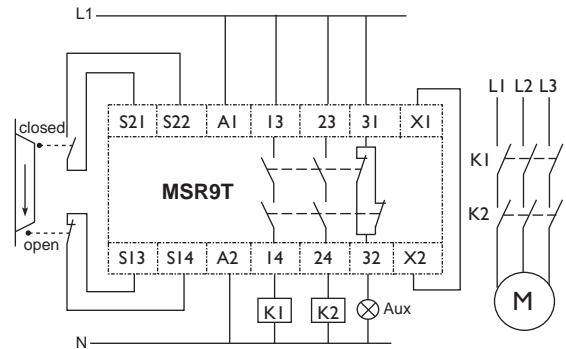 L1
L1 L2 L3
closed
S21 S22 A1 13 23 31 X1
K1
MSR9T
K2
open
S13 S14 A2 14 24 32 X2
K1 K2 Aux
M
N